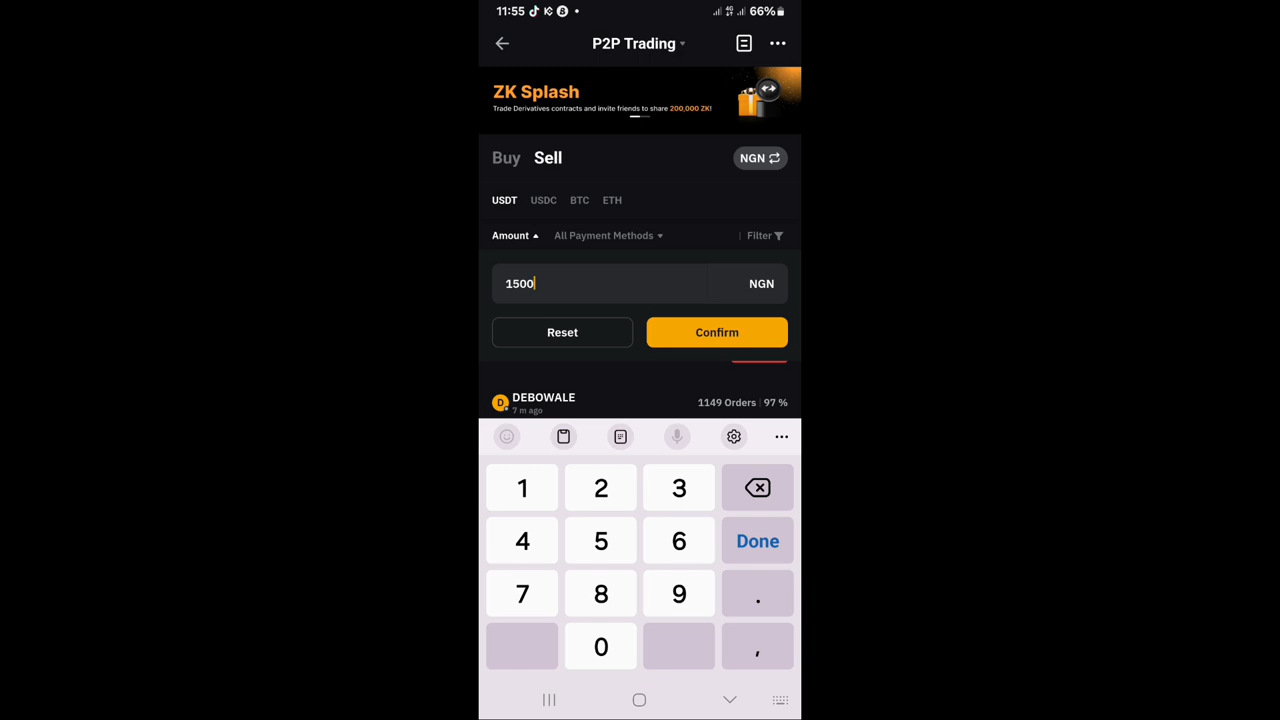 11:55 4G 66%
P2P Trading
ZK Splash
Trade Derivatives contracts and invite friends to share 200,000 ZK!
Buy Sell NGN
USDT USDC BTC ETH
Amount All Payment Methods Filter
1500 NGN
Reset Confirm
D DEBOWALE 1149 Orders 97 %
7 m ago
1 2 3
4 5 6 Done
7 8 9 .
0 ,